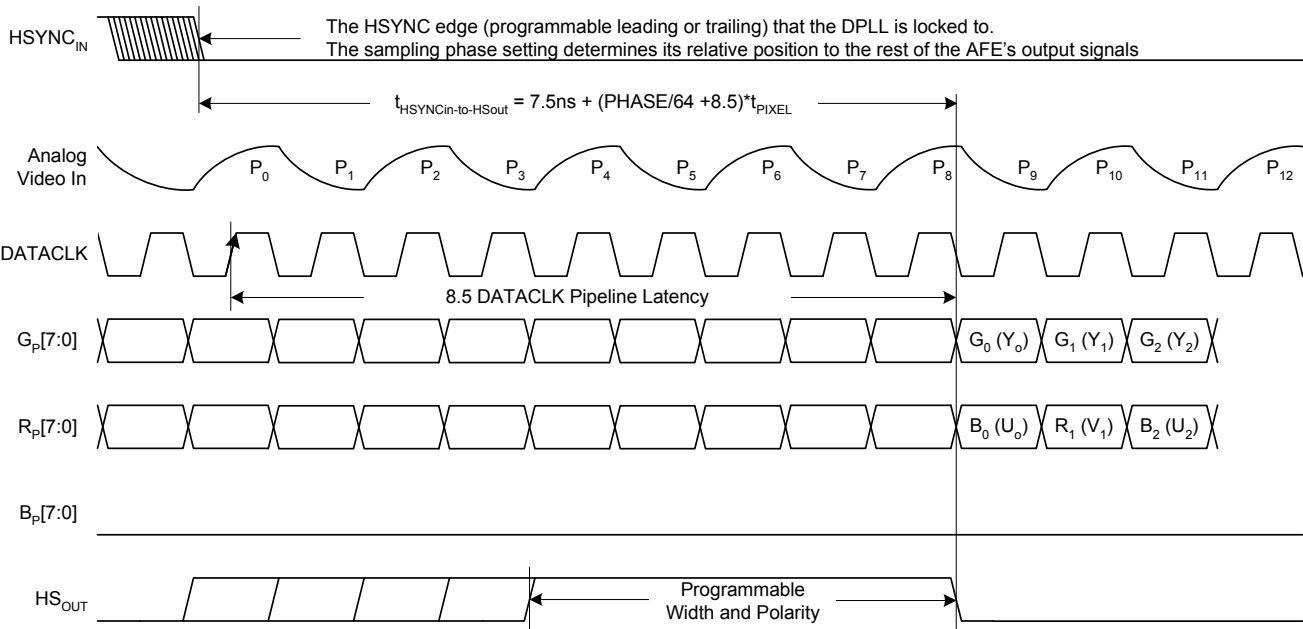 HSYNC_IN
The HSYNC edge (programmable leading or trailing) that the DPLL is locked to.
The sampling phase setting determines its relative position to the rest of the AFE's output signals
t_HSYNCin-to-HSout = 7.5ns + (PHASE/64 +8.5)*t_PIXEL
Analog
Video In
P_0 P_1 P_2 P_3 P_4 P_5 P_6 P_7 P_8 P_9 P_10 P_11 P_12
DATACLK
8.5 DATACLK Pipeline Latency
G_P[7:0]
G_0 (Y_o) G_1 (Y_1) G_2 (Y_2)
R_P[7:0]
B_0 (U_o) R_1 (V_1) B_2 (U_2)
B_P[7:0]
HS_OUT
Programmable
Width and Polarity